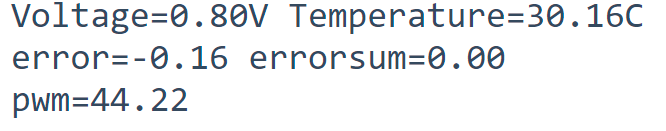 Voltage=0.80V Temperature=30.16C
error=-0.16 errorsum=0.00
pwm=44.22